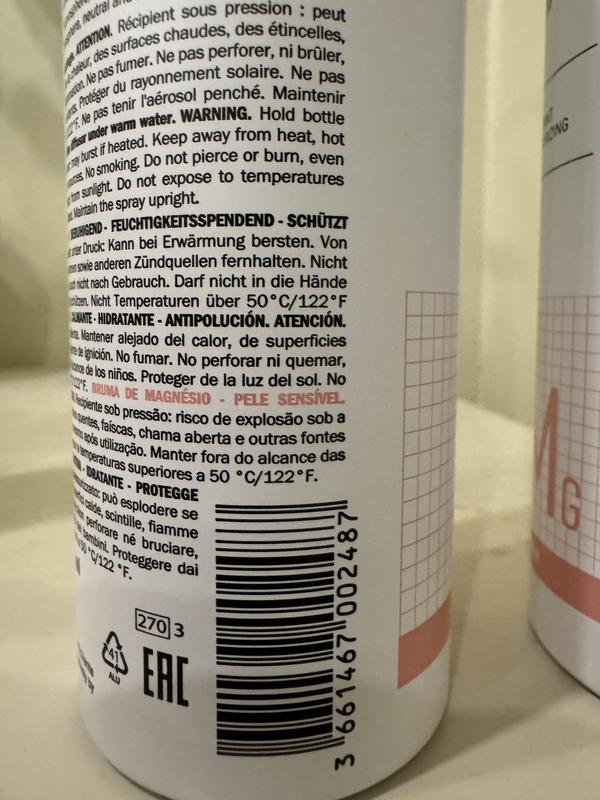 ATTENTION. Récipient sous pression : peut
chaleur, des surfaces chaudes, des étincelles,
Ne pas fumer. Ne pas perforer, ni brûler,
Protéger du rayonnement solaire. Ne pas
Ne pas tenir l'aérosol penché. Maintenir
diffuser under warm water. WARNING. Hold bottle
may burst if heated. Keep away from heat, hot
No smoking. Do not pierce or burn, even
from sunlight. Do not expose to temperatures
Maintain the spray upright.
BERUHIGEND - FEUCHTIGKEITSSPENDEND - SCHÜTZT
unter Druck: Kann bei Erwärmung bersten. Von
sowie anderen Zündquellen fernhalten. Nicht
nicht nach Gebrauch. Darf nicht in die Hände
Nicht Temperaturen über 50°C/122°F
CALMANTE - HIDRATANTE - ANTIPOLUCIÓN. ATENCIÓN.
Mantener alejado del calor, de superficies
de ignición. No fumar. No perforar ni quemar,
de los niños. Proteger de la luz del sol. No
BRUMA DE MAGNÉSIO - PELE SENSÍVEL.
Recipiente sob pressão: risco de explosão sob a
quentes, faíscas, chama aberta e outras fontes
após utilização. Manter fora do alcance das
temperaturas superiores a 50 °C/122°F.
IDRATANTE - PROTEGGE
può esplodere se
calde, scintille, fiamme
perforare né bruciare,
bambini. Proteggere dai
50 °C/122 °F.
270 3
41
ALU
EAC
3 661467 002487
MG